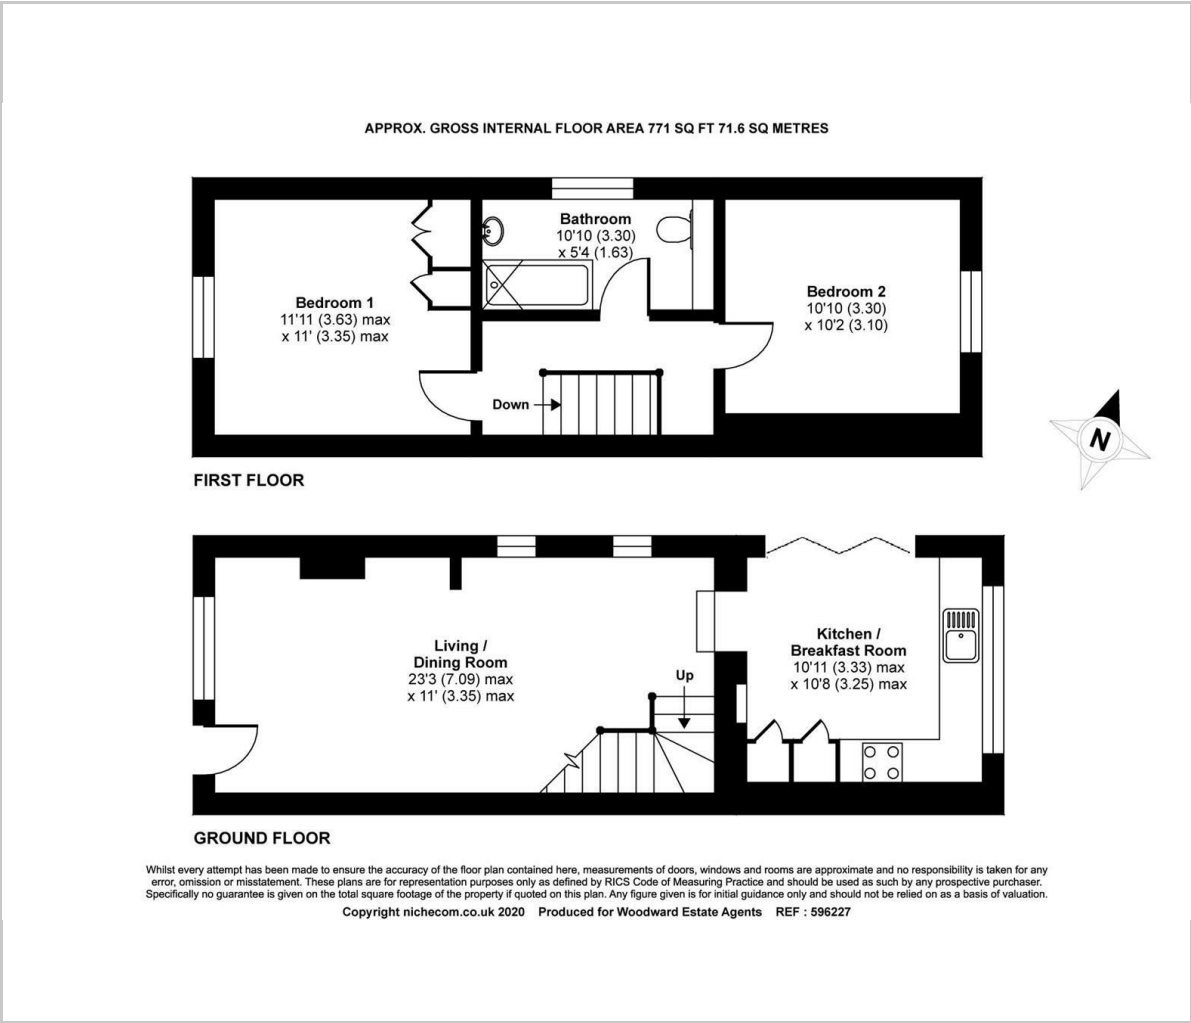 APPROX. GROSS INTERNAL FLOOR AREA 771 SQ FT 71.6 SQ METRES
Bathroom
10'10 (3.30)
x 5'4 (1.63)
Bedroom 1
11'11 (3.63) max
x 11' (3.35) max
Bedroom 2
10'10 (3.30)
x 10'2 (3.10)
Down
N
FIRST FLOOR
Living /
Dining Room
23'3 (7.09) max
x 11' (3.35) max
Up
Kitchen /
Breakfast Room
10'11 (3.33) max
x 10'8 (3.25) max
GROUND FLOOR
Whilst every attempt has been made to ensure the accuracy of the floor plan contained here, measurements of doors, windows and rooms are approximate and no responsibility is taken for any
error, omission or misstatement. These plans are for representation purposes only as defined by RICS Code of Measuring Practice and should be used as such by any prospective purchaser.
Specifically no guarantee is given on the total square footage of the property if quoted on this plan. Any figure given is for initial guidance only and should not be relied on as a basis of valuation.
Copyright nichecom.co.uk 2020 Produced for Woodward Estate Agents REF : 596227